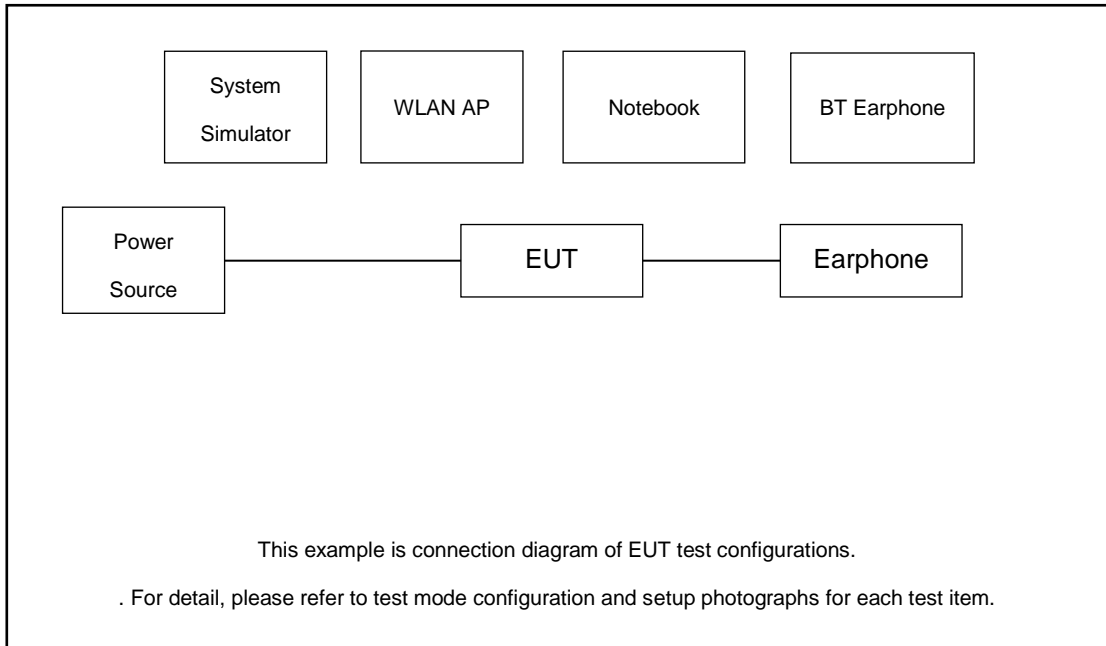 System
Simulator
WLAN AP
Notebook
BT Earphone
Power
Source
EUT
Earphone
This example is connection diagram of EUT test configurations.
. For detail, please refer to test mode configuration and setup photographs for each test item.